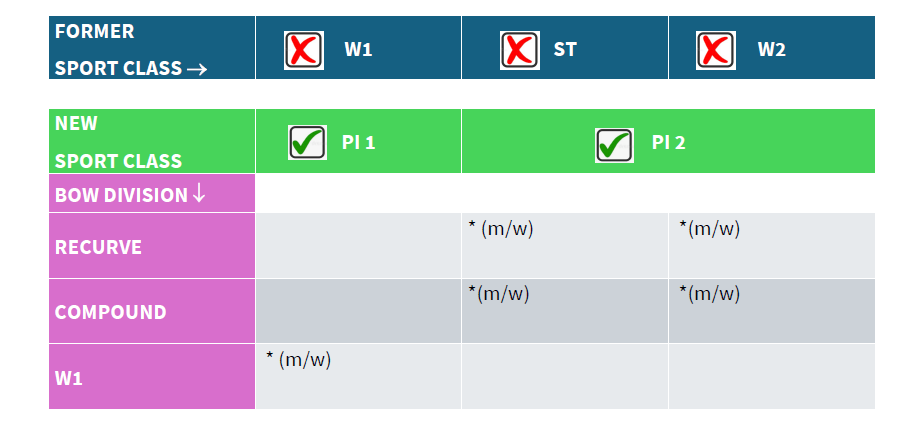 FORMER
SPORT CLASS → W1 ST W2
NEW
SPORT CLASS PI 1 PI 2
BOW DIVISION ↓
RECURVE * (m/w) *(m/w)
COMPOUND *(m/w) *(m/w)
W1 * (m/w)